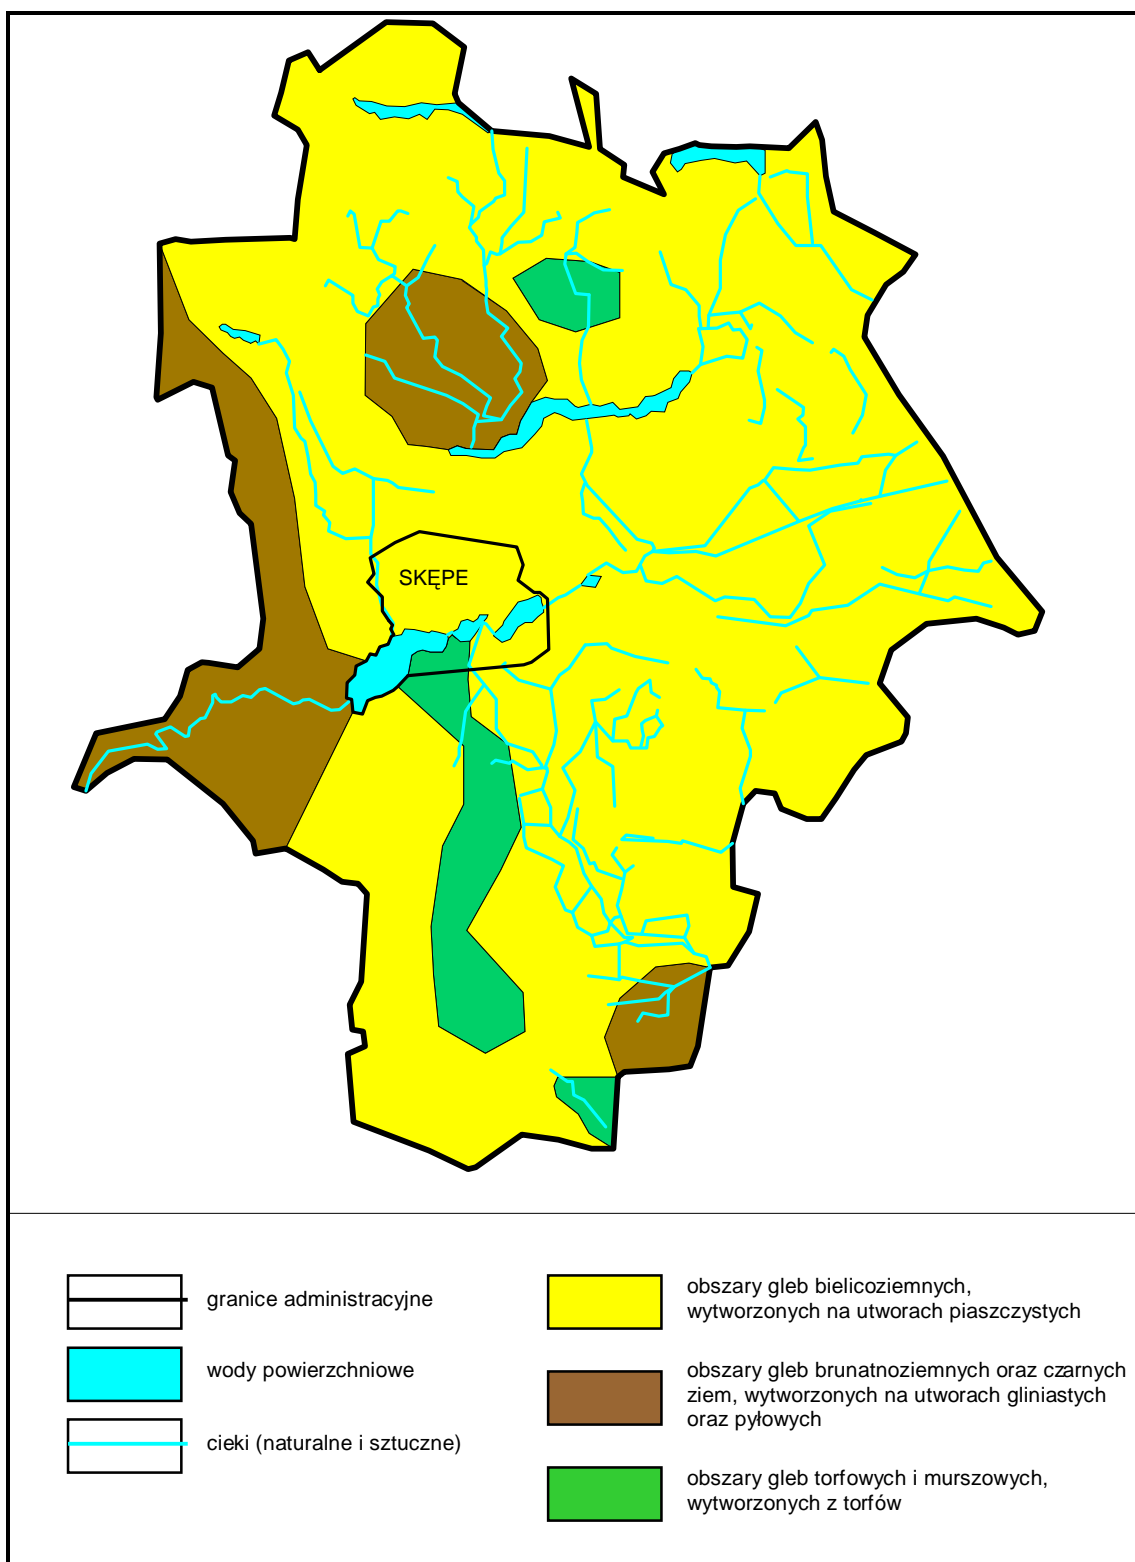 SKĘPE
granice administracyjne
wody powierzchniowe
cieki (naturalne i sztuczne)
obszary gleb bielicoziemnych,
wytworzonych na utworach piaszczystych
obszary gleb brunatnoziemnych oraz czarnych
ziem, wytworzonych na utworach gliniastych
oraz pyłowych
obszary gleb torfowych i murszowych,
wytworzonych z torfów